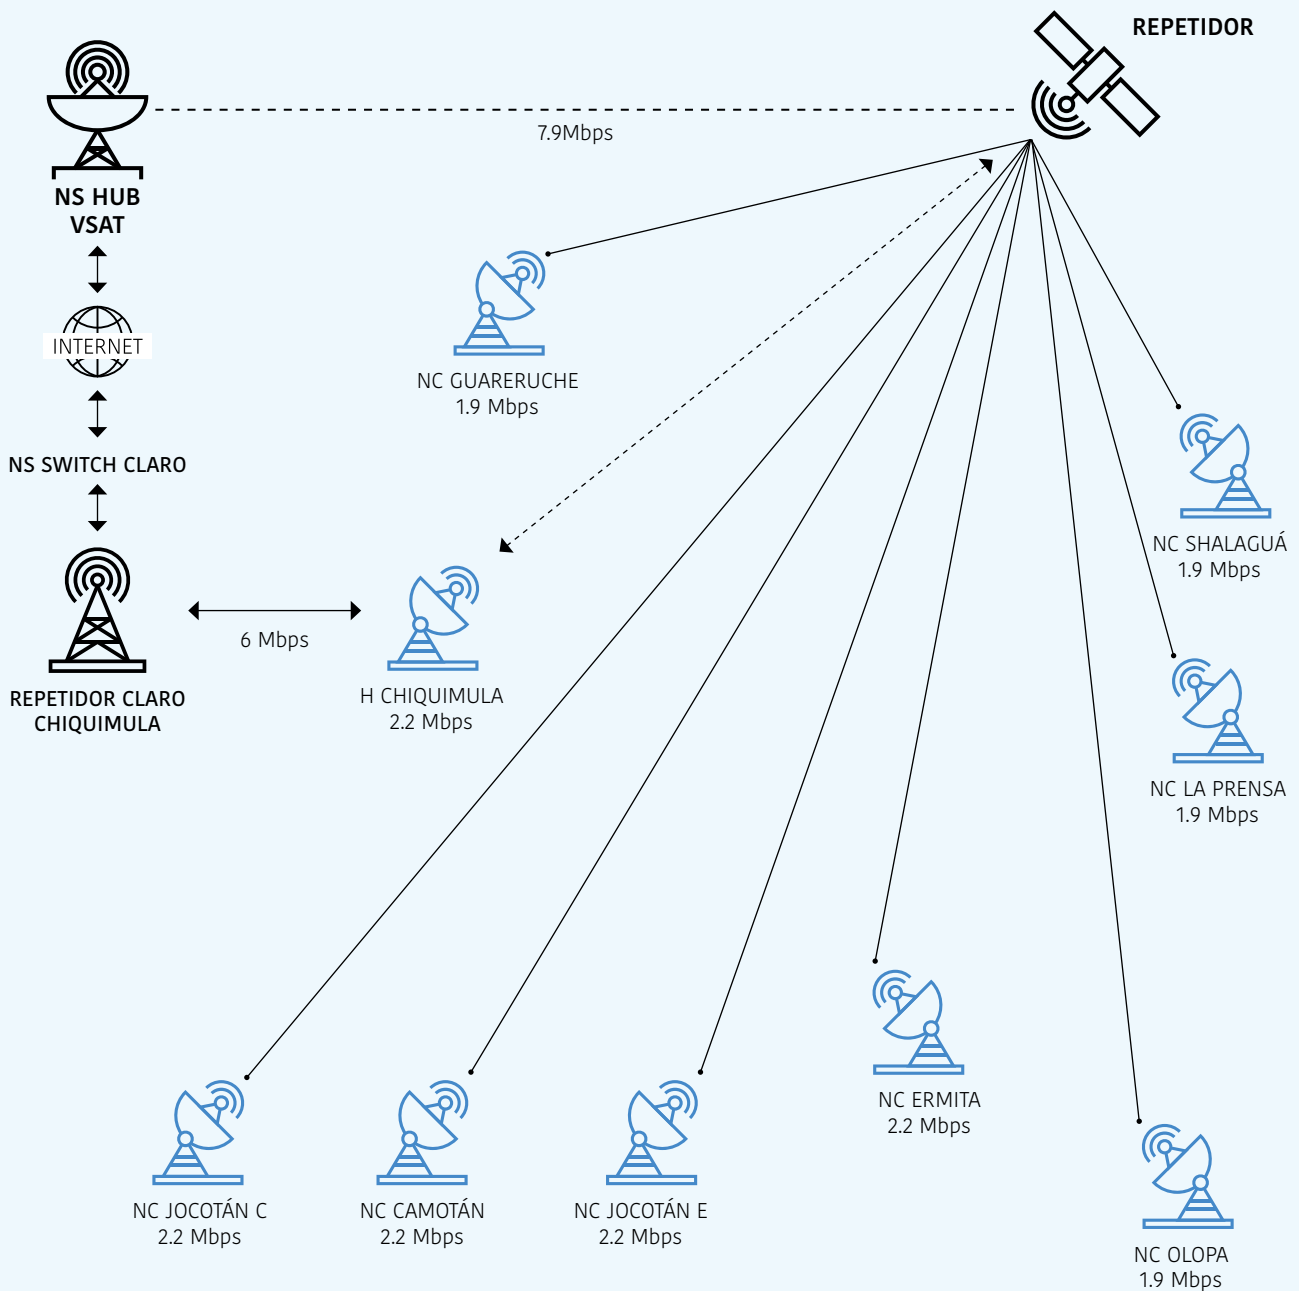 REPETIDOR
7.9Mbps
NS HUB
VSAT
INTERNET
NS SWITCH CLARO
REPETIDOR CLARO
CHIQUIMULA
6 Mbps
NC GUARERUCHE
1.9 Mbps
H CHIQUIMULA
2.2 Mbps
NC SHALAGUÁ
1.9 Mbps
NC LA PRENSA
1.9 Mbps
NC ERMITA
2.2 Mbps
NC JOCOTÁN C
2.2 Mbps
NC CAMOTÁN
2.2 Mbps
NC JOCOTÁN E
2.2 Mbps
NC OLOPA
1.9 Mbps